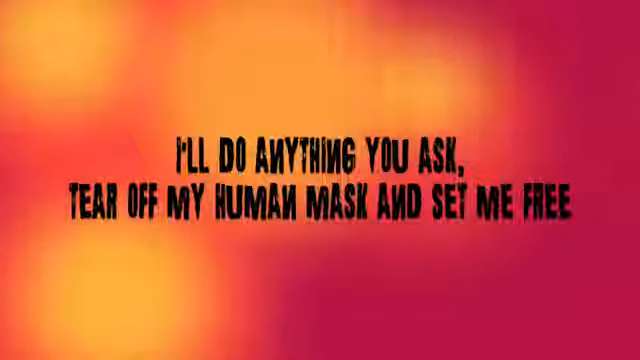 I'LL DO ANYTHING YOU ASK,
TEAR OFF MY HUMAN MASK AND SET ME FREE